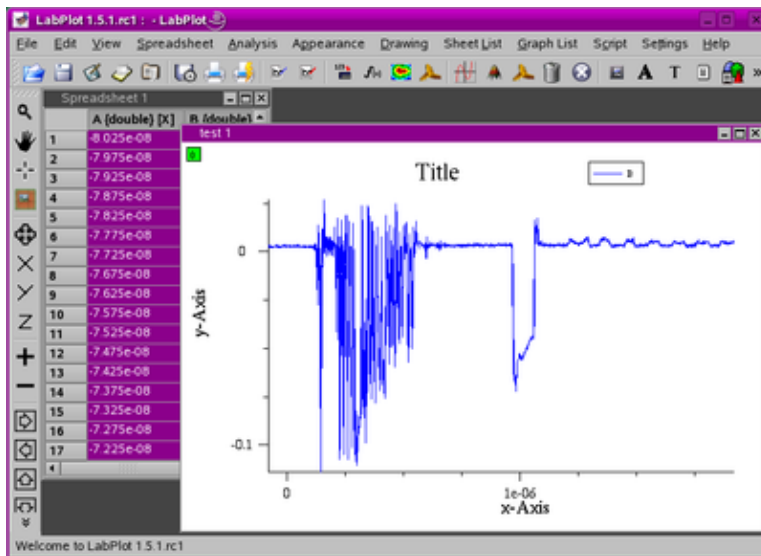 LabPlot 1.5.1.rc1 : - LabPlot
File Edit View Spreadsheet Analysis Appearance Drawing Sheet List Graph List Script Settings Help
Spreadsheet 1
A {double} [X] B {double}
test 1
1 -8.025e-08
2 -7.975e-08
3 -7.925e-08
4 -7.875e-08
5 -7.825e-08
6 -7.775e-08
7 -7.725e-08
8 -7.675e-08
9 -7.625e-08
10 -7.575e-08
11 -7.525e-08
12 -7.475e-08
13 -7.425e-08
14 -7.375e-08
15 -7.325e-08
16 -7.275e-08
17 -7.225e-08
Title
0
y-Axis
-0.1
0 1e-06
x-Axis
Welcome to LabPlot 1.5.1.rc1